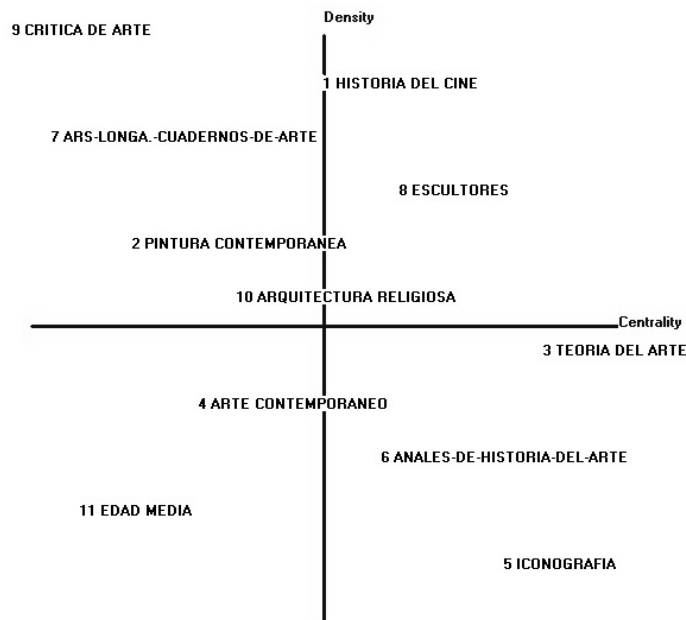 Density
9 CRITICA DE ARTE
1 HISTORIA DEL CINE
7 ARS-LONGA.-CUADERNOS-DE-ARTE
8 ESCULTORES
2 PINTURA CONTEMPORANEA
10 ARQUITECTURA RELIGIOSA
Centrality
3 TEORIA DEL ARTE
4 ARTE CONTEMPORANEO
6 ANALES-DE-HISTORIA-DEL-ARTE
11 EDAD MEDIA
5 ICONOGRAFIA